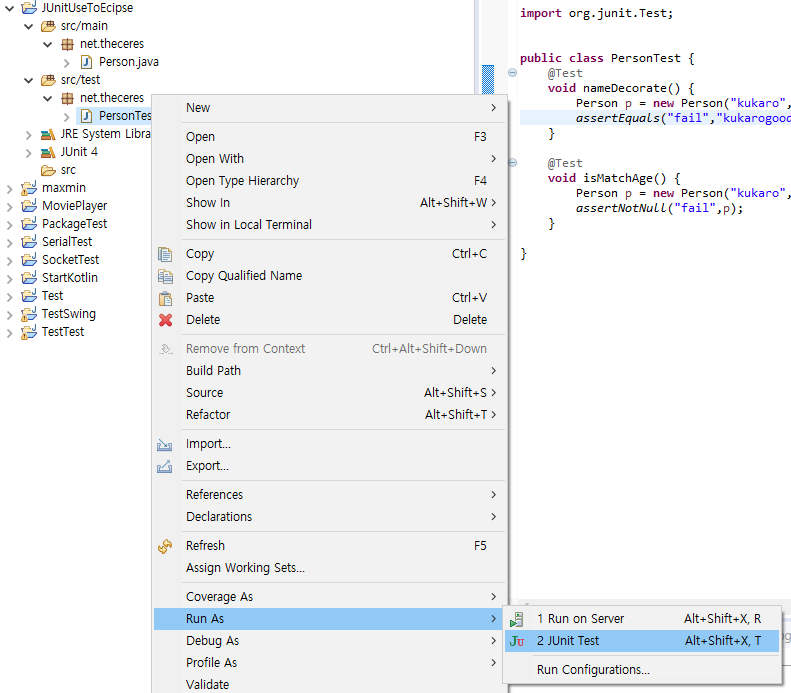 JUnitUseToEcipse
src/main
net.theceres
Person.java
src/test
net.theceres
PersonTes
JRE System Libra
JUnit 4
src
maxmin
MoviePlayer
PackageTest
SerialTest
SocketTest
StartKotlin
Test
TestSwing
TestTest
New
Open F3
Open With
Open Type Hierarchy F4
Show In Alt+Shift+W
Show in Local Terminal
Copy Ctrl+C
Copy Qualified Name
Paste Ctrl+V
Delete Delete
Remove from Context Ctrl+Alt+Shift+Down
Build Path
Source Alt+Shift+S
Refactor Alt+Shift+T
Import...
Export...
References
Declarations
Refresh F5
Assign Working Sets...
Coverage As
Run As
Debug As
Profile As
Validate
1 Run on Server Alt+Shift+X, R
Ju 2 JUnit Test Alt+Shift+X, T
Run Configurations...
import org.junit.Test;
public class PersonTest {
@Test
void nameDecorate() {
Person p = new Person("kukaro",
assertEquals("fail","kukarogood
}
@Test
void isMatchAge() {
Person p = new Person("kukaro",
assertNotNull("fail",p);
}
}